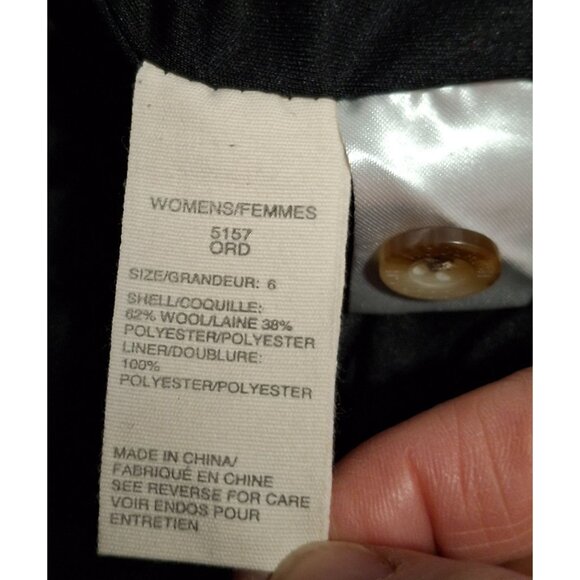 WOMENS/FEMMES
5157
ORD
SIZE/GRANDEUR: 6
SHELL/COQUILLE:
62% WOOL/LAINE 38%
POLYESTER/POLYESTER
LINER/DOUBLURE:
100%
POLYESTER/POLYESTER
MADE IN CHINA/
FABRIQUÉ EN CHINE
SEE REVERSE FOR CARE
VOIR ENDOS POUR
ENTRETIEN